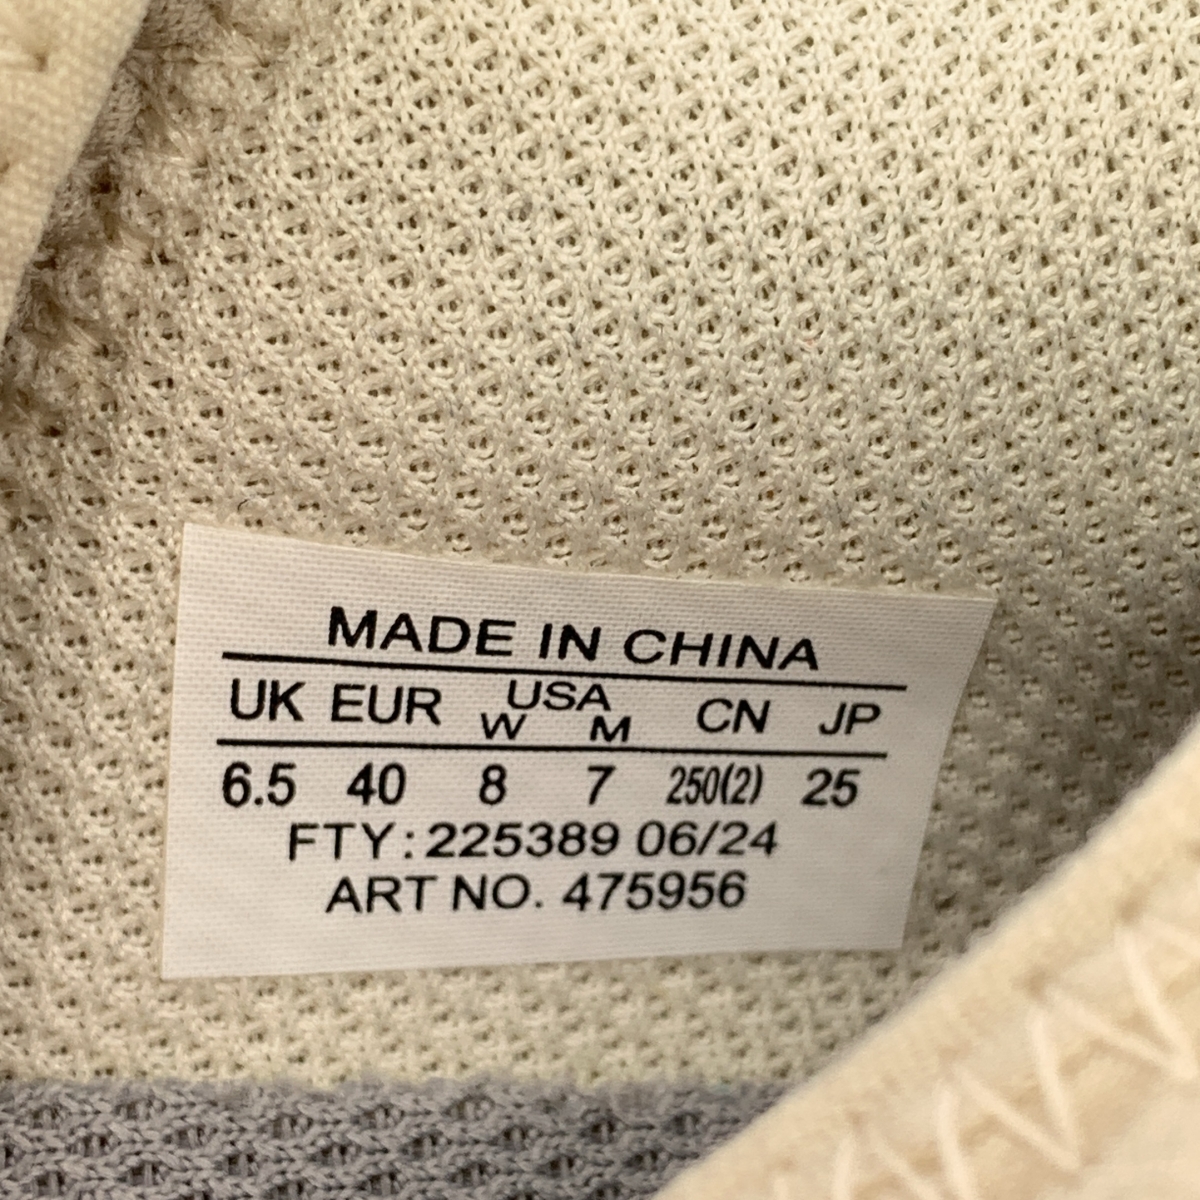 MADE IN CHINA
UK EUR USA CN JP
W M
6.5 40 8 7 250(2) 25
FTY: 225389 06/24
ART NO. 475956